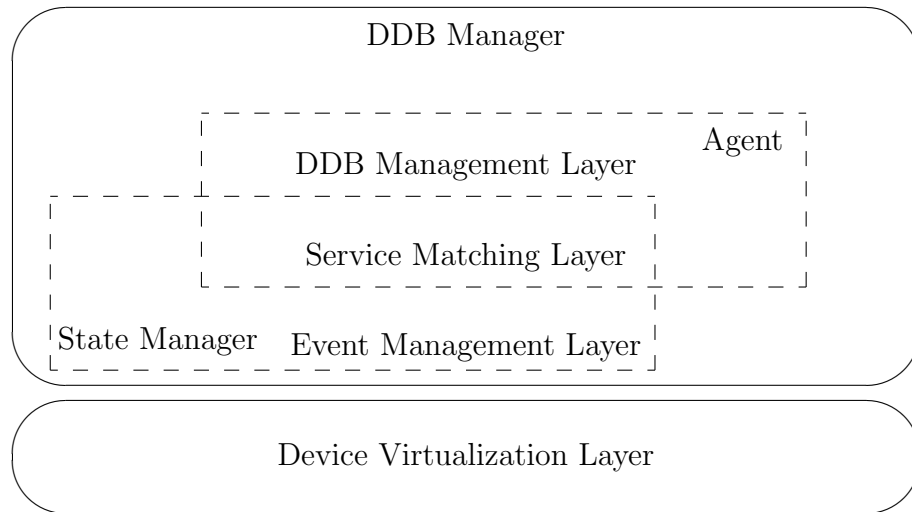 DDB Manager
Agent
DDB Management Layer
Service Matching Layer
State Manager
Event Management Layer
Device Virtualization Layer